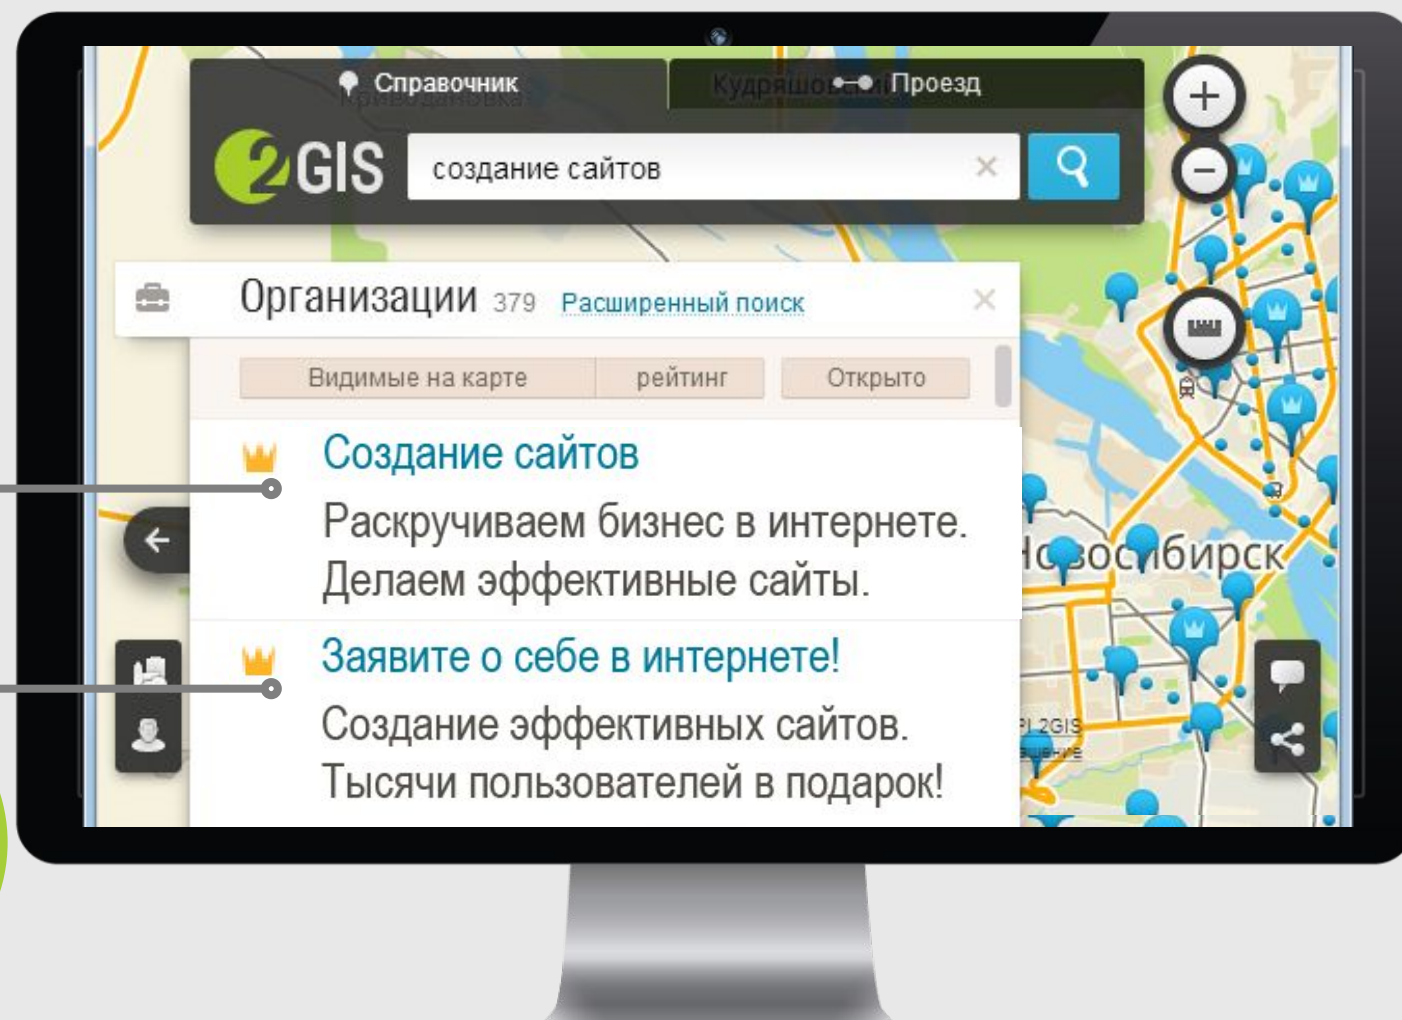 Справочник
Проезд
2GIS
создание сайтов
Организации 379 Расширенный поиск
Видимые на карте
рейтинг
Открыто
Создание сайтов
Раскручиваем бизнес в интернете.
Делаем эффективные сайты.
Заявите о себе в интернете!
Создание эффективных сайтов.
Тысячи пользователей в подарок!
Новосибирск
2GIS